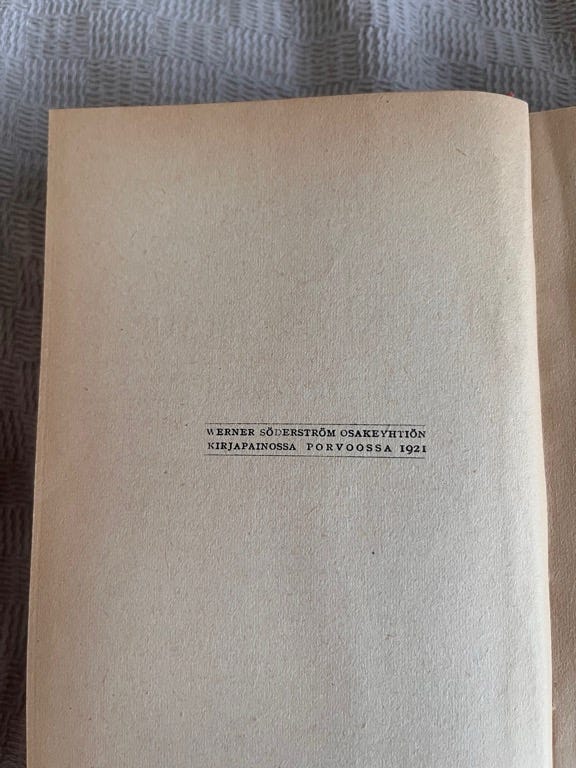 WERNER SÖDERSTRÖM OSAKEYHTIÖN
KIRJAPAINOSSA PORVOOSSA 1921